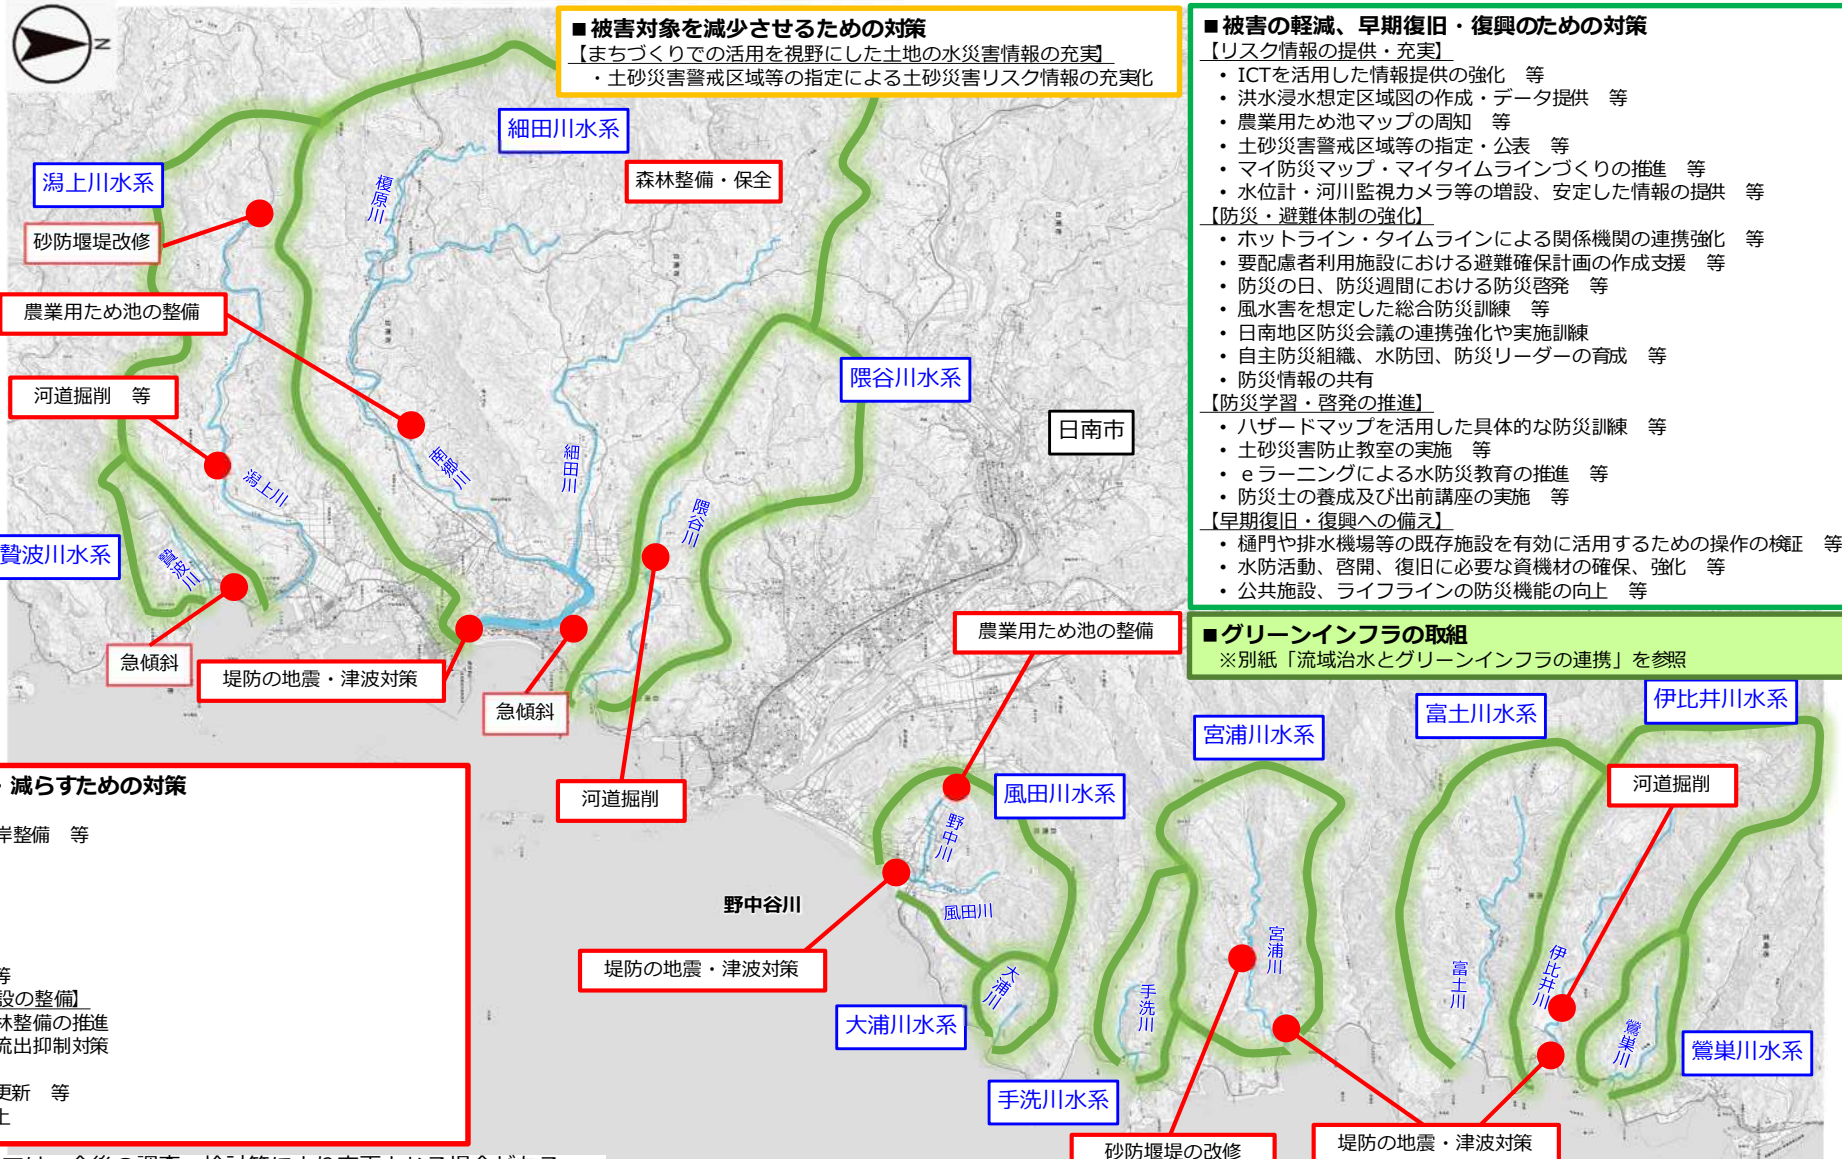 N
■被害対象を減少させるための対策
【まちづくりでの活用を視野にした土地の水災害情報の充実】
・土砂災害警戒区域等の指定による土砂災害リスク情報の充実化
■被害の軽減、早期復旧・復興のための対策
【リスク情報の提供・充実】
• ICTを活用した情報提供の強化　等
• 洪水浸水想定区域図の作成・データ提供　等
• 農業用ため池マップの周知　等
• 土砂災害警戒区域等の指定・公表　等
• マイ防災マップ・マイタイムラインづくりの推進　等
• 水位計・河川監視カメラ等の増設、安定した情報の提供　等
【防災・避難体制の強化】
• ホットライン・タイムラインによる関係機関の連携強化　等
• 要配慮者利用施設における避難確保計画の作成支援　等
• 防災の日、防災週間における防災啓発　等
• 風水害を想定した総合防災訓練　等
• 日南地区防災会議の連携強化や実施訓練
• 自主防災組織、水防団、防災リーダーの育成　等
• 防災情報の共有
【防災学習・啓発の推進】
• ハザードマップを活用した具体的な防災訓練　等
• 土砂災害防止教室の実施　等
• eラーニングによる水防災教育の推進　等
• 防災士の養成及び出前講座の実施　等
【早期復旧・復興への備え】
• 樋門や排水機場等の既存施設を有効に活用するための操作の検証　等
• 水防活動、啓開、復旧に必要な資機材の確保、強化　等
• 公共施設、ライフラインの防災機能の向上　等
■グリーンインフラの取組
※別紙「流域治水とグリーンインフラの連携」を参照
細田川水系
潟上川水系
森林整備・保全
榎原川
砂防堰堤改修
農業用ため池の整備
隈谷川水系
河道掘削　等
日南市
南郷川
細田川
潟上川
隈谷川
贄波川水系
贄波川
急傾斜
堤防の地震・津波対策
急傾斜
河道掘削
農業用ため池の整備
宮浦川水系
富土川水系
伊比井川水系
河道掘削
風田川水系
野中川
野中谷川
風田川
堤防の地震・津波対策
大浦川
大浦川水系
手洗川
手洗川水系
宮浦川
富土川
伊比井川
鶯巣川
鶯巣川水系
砂防堰堤の改修
堤防の地震・津波対策
・減らすための対策
岸整備　等
等
設の整備】
林整備の推進
流出抑制対策
更新　等
上
ては、今後の調査・検討等により変更となる場合がある